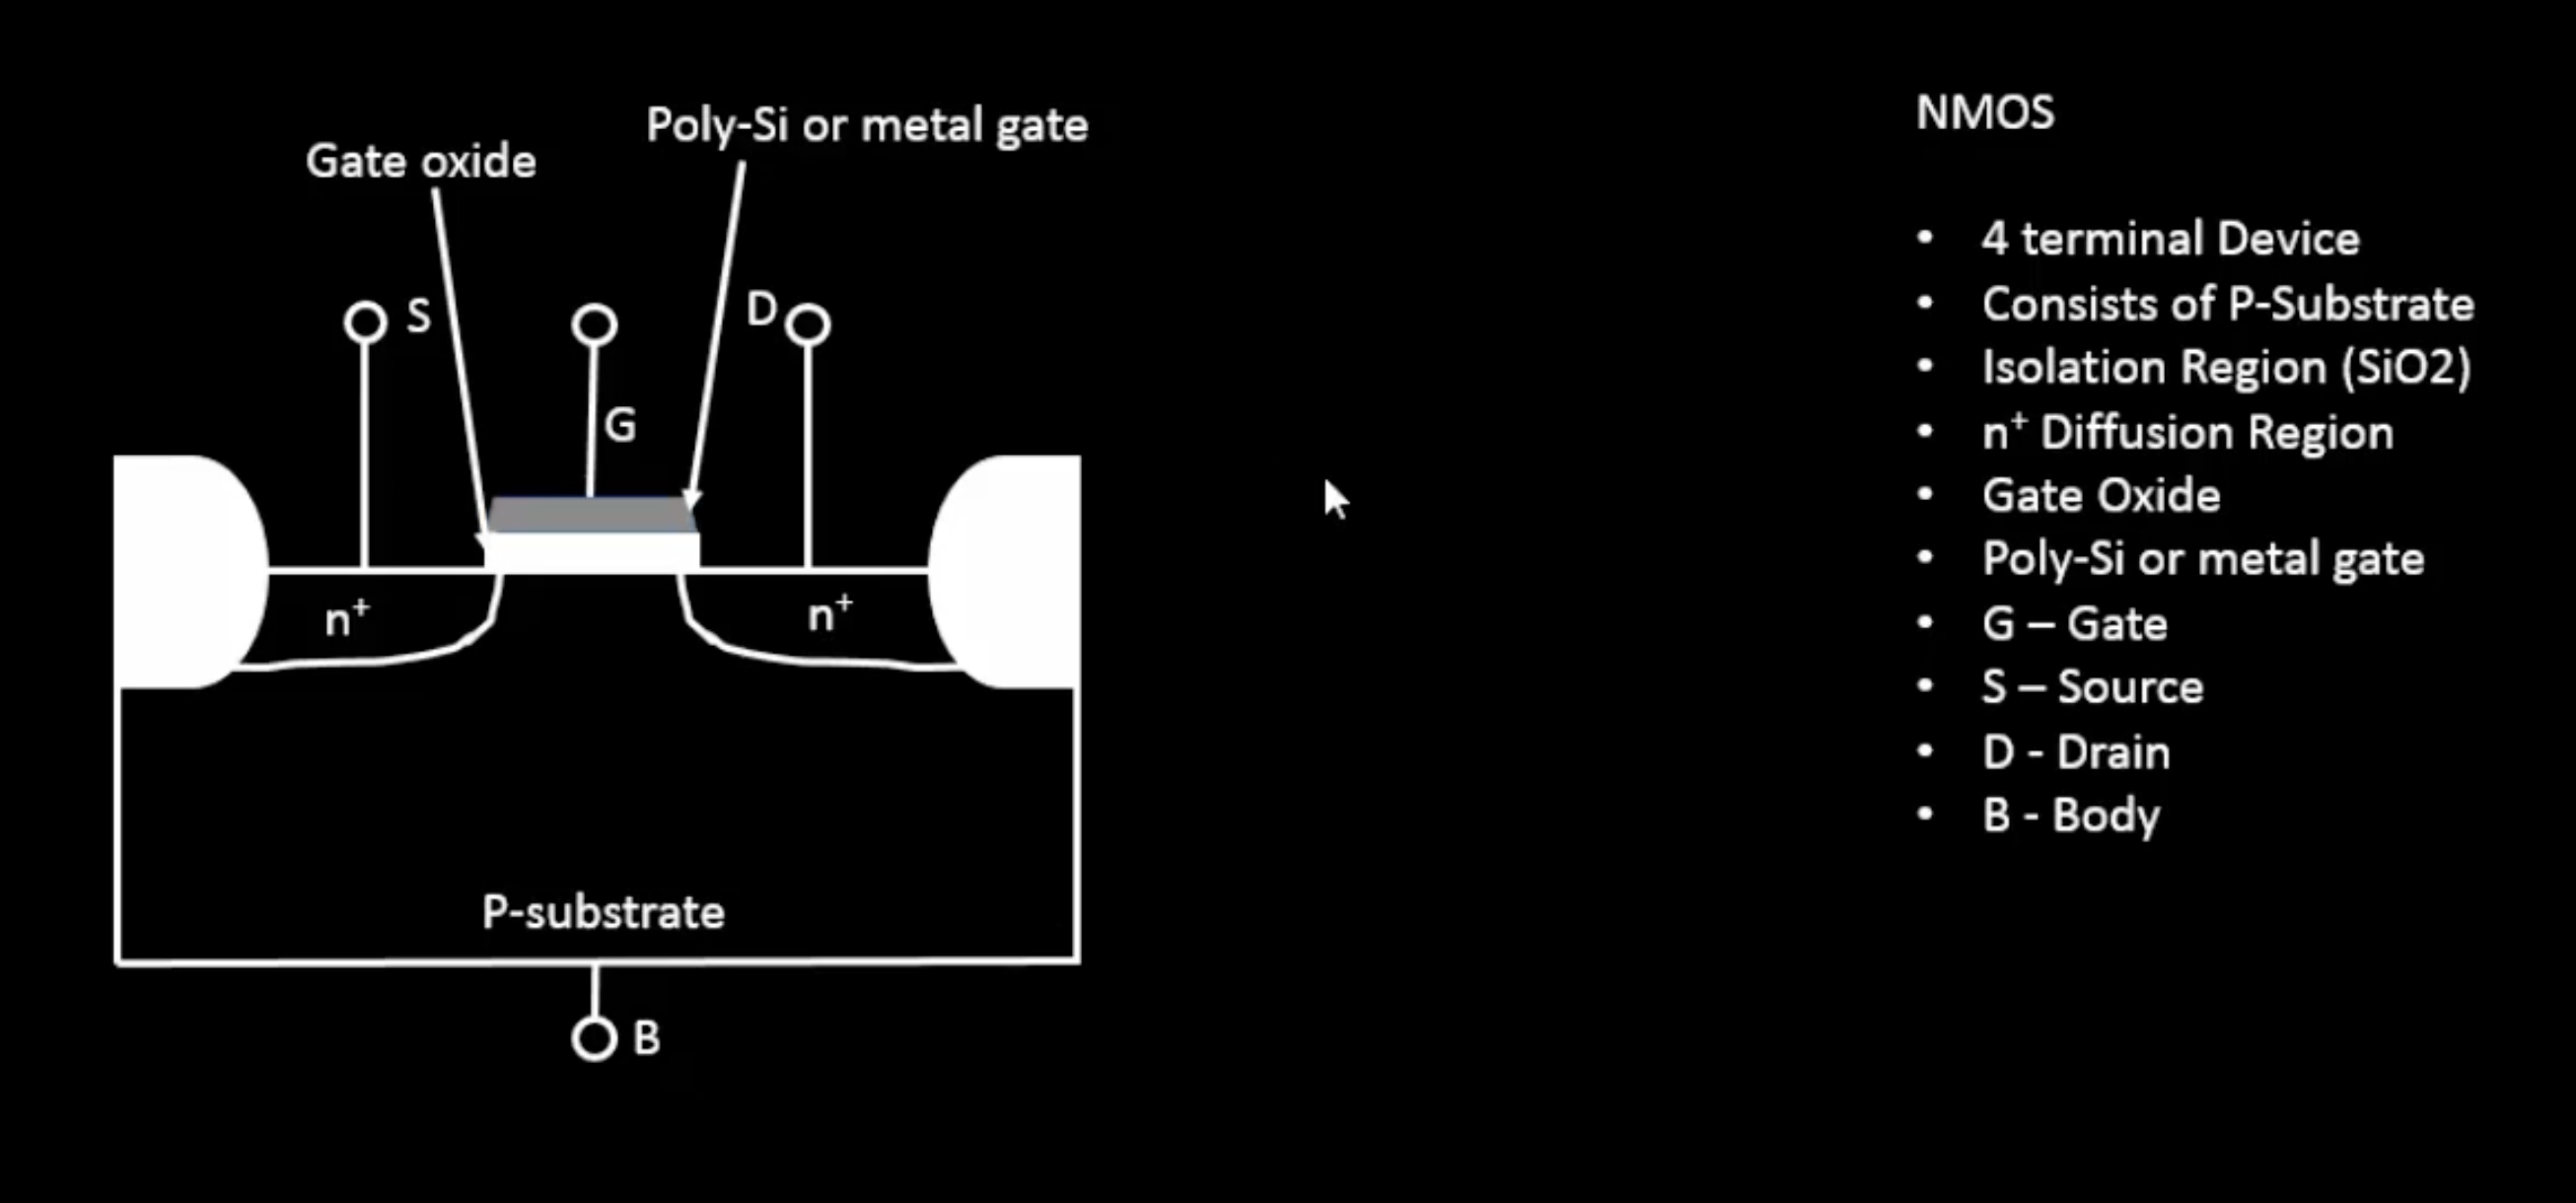 Poly-Si or metal gate
Gate oxide
S
D
G
n⁺
n⁺
P-substrate
B
NMOS
• 4 terminal Device
• Consists of P-Substrate
• Isolation Region (SiO2)
• n⁺ Diffusion Region
• Gate Oxide
• Poly-Si or metal gate
• G – Gate
• S – Source
• D - Drain
• B - Body